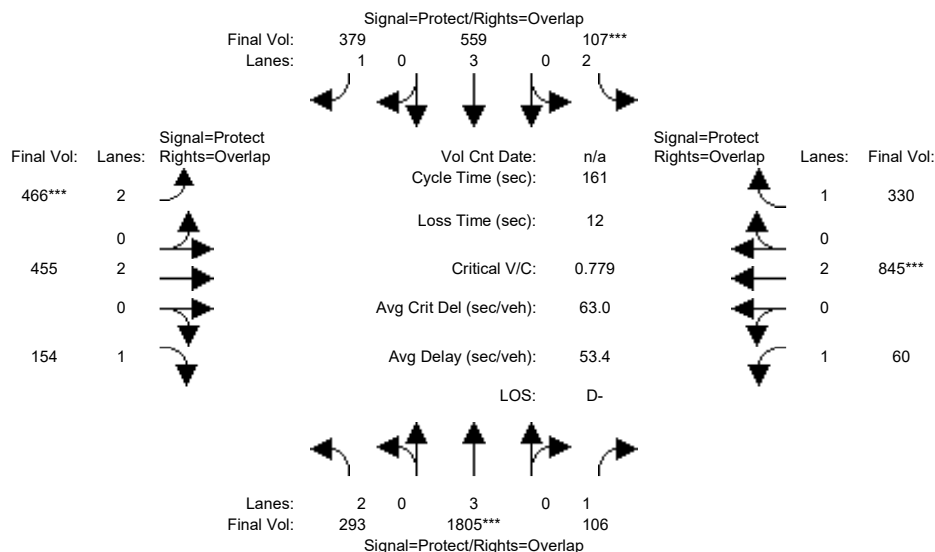 Signal=Protect/Rights=Overlap
Final Vol: 379 559 107***
Lanes: 1 0 3 0 2
Signal=Protect
Final Vol: Lanes: Rights=Overlap
Vol Cnt Date: n/a
Signal=Protect
Rights=Overlap Lanes: Final Vol:
Cycle Time (sec): 161
466*** 2
1 330
Loss Time (sec): 12
0
0
455 2
Critical V/C: 0.779
2 845***
0
Avg Crit Del (sec/veh): 63.0
0
154 1
Avg Delay (sec/veh): 53.4
1 60
LOS: D-
Lanes: 2 0 3 0 1
Final Vol: 293 1805*** 106
Signal=Protect/Rights=Overlap